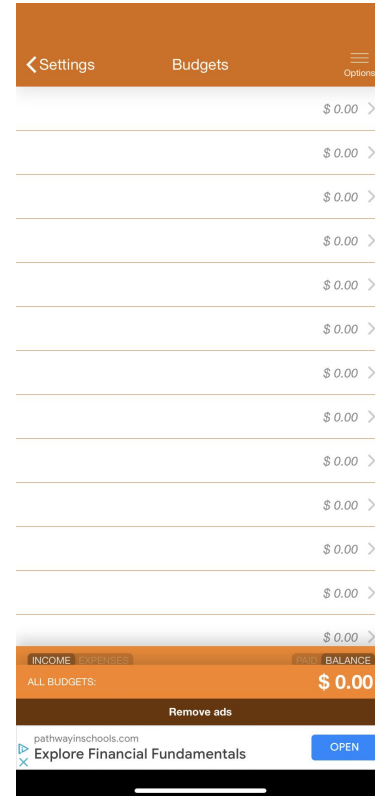 Settings
Budgets
Options
$ 0.00
$ 0.00
$ 0.00
$ 0.00
$ 0.00
$ 0.00
$ 0.00
$ 0.00
$ 0.00
$ 0.00
$ 0.00
$ 0.00
$ 0.00
INCOME EXPENSES PAID BALANCE
ALL BUDGETS: $ 0.00
Remove ads
pathwayinschools.com
Explore Financial Fundamentals
OPEN